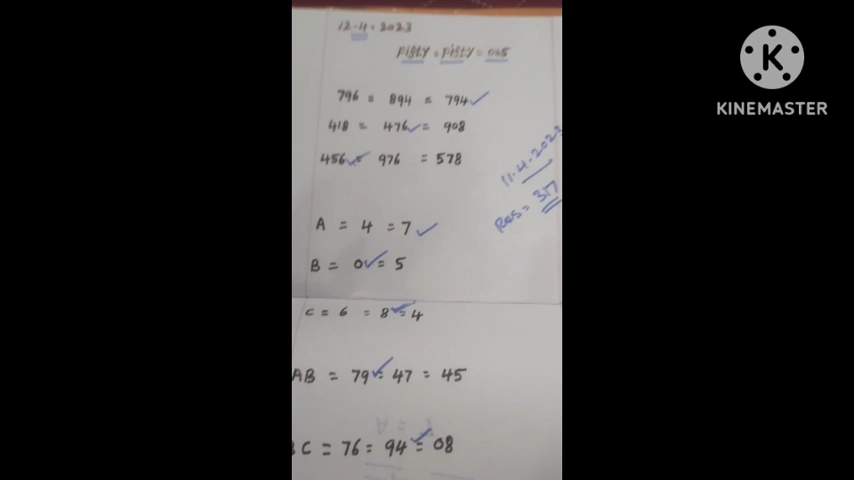 12-4-2023
Fifty = Fifty = 005
796 = 894 = 794
418 = 476 = 908
456 = 976 = 578
11-4-2023
Res = 317
A = 4 = 7
B = 0 = 5
C = 6 = 8 = 4
AB = 79 = 47 = 45
BC = 76 = 94 = 08
K
KINEMASTER